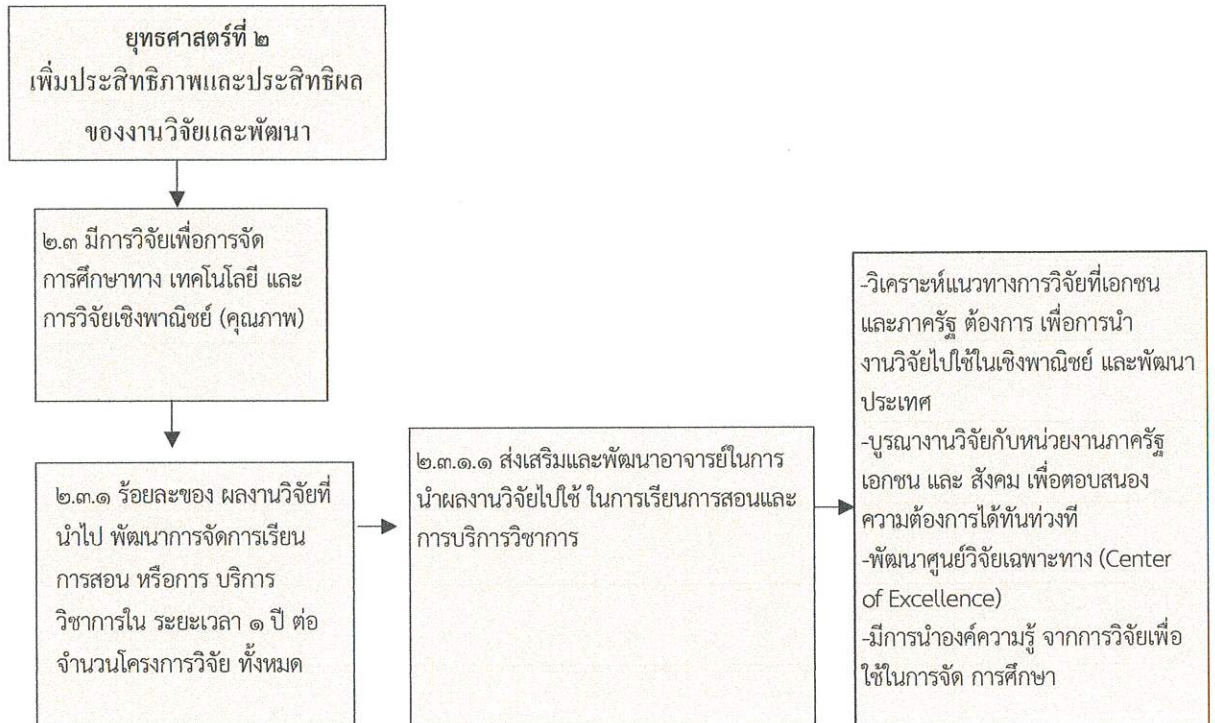 ยุทธศาสตร์ที่ ๒
เพิ่มประสิทธิภาพและประสิทธิผล
ของงานวิจัยและพัฒนา
๒.๓ มีการวิจัยเพื่อการจัด
การศึกษาทาง เทคโนโลยี และ
การวิจัยเชิงพาณิชย์ (คุณภาพ)
๒.๓.๑ ร้อยละของ ผลงานวิจัยที่
นำไป พัฒนาการจัดการเรียน
การสอน หรือการ บริการ
วิชาการใน ระยะเวลา ๑ ปี ต่อ
จำนวนโครงการวิจัย ทั้งหมด
๒.๓.๑.๑ ส่งเสริมและพัฒนาอาจารย์ในการ
นำผลงานวิจัยไปใช้ ในการเรียนการสอนและ
การบริการวิชาการ
-วิเคราะห์แนวทางการวิจัยที่เอกชน
และภาครัฐ ต้องการ เพื่อการนำ
งานวิจัยไปใช้ในเชิงพาณิชย์ และพัฒนา
ประเทศ
-บูรณางานวิจัยกับหน่วยงานภาครัฐ
เอกชน และ สังคม เพื่อตอบสนอง
ความต้องการได้ทันท่วงที
-พัฒนาศูนย์วิจัยเฉพาะทาง (Center
of Excellence)
-มีการนำองค์ความรู้ จากการวิจัยเพื่อ
ใช้ในการจัด การศึกษา